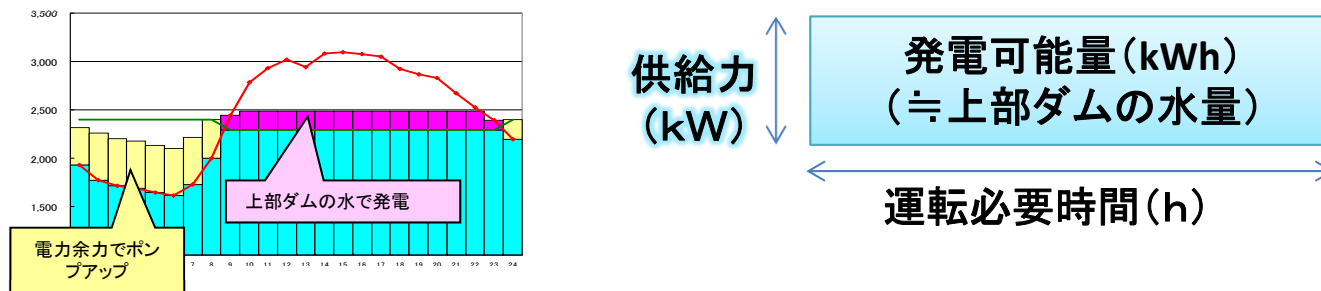 3,500
3,000
2,500
2,000
1,500
7 8 9 10 11 12 13 14 15 16 17 18 19 20 21 22 23 24
上部ダムの水で発電
電力余力でポン
プアップ
供給力
（kW）
発電可能量（kWh）
（≒上部ダムの水量）
運転必要時間（h）